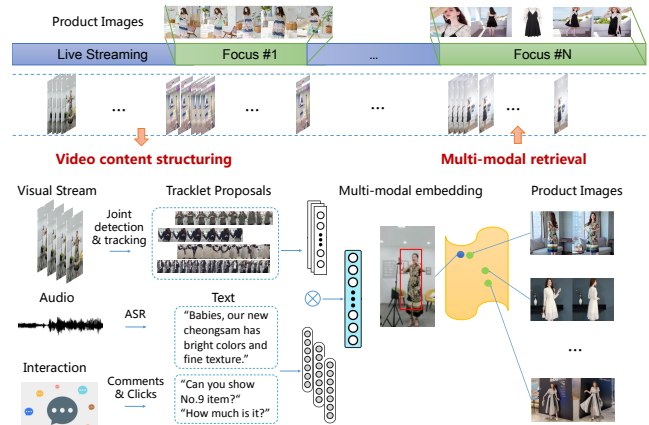 Product Images
Live Streaming
Focus #1
...
Focus #N
...
...
...
...
Video content structuring
Multi-modal retrieval
Visual Stream
Tracklet Proposals
Multi-modal embedding
Product Images
Joint
detection
& tracking
Audio
Text
ASR
“Babies, our new
cheongsam has
bright colors and
fine texture.”
...
Interaction
Comments
& Clicks
“Can you show
No.9 item?“
“How much is it?”